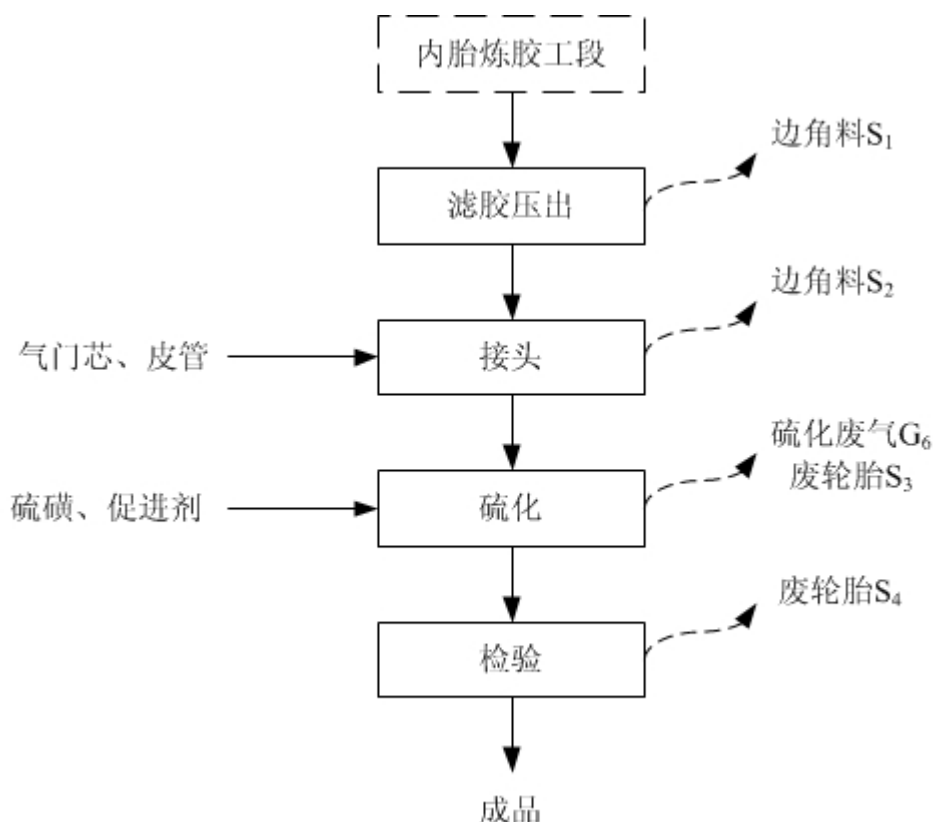 内胎炼胶工段
边角料S₁
滤胶压出
边角料S₂
气门芯、皮管
接头
硫化废气G₆
废轮胎S₃
硫磺、促进剂
硫化
废轮胎S₄
检验
成品